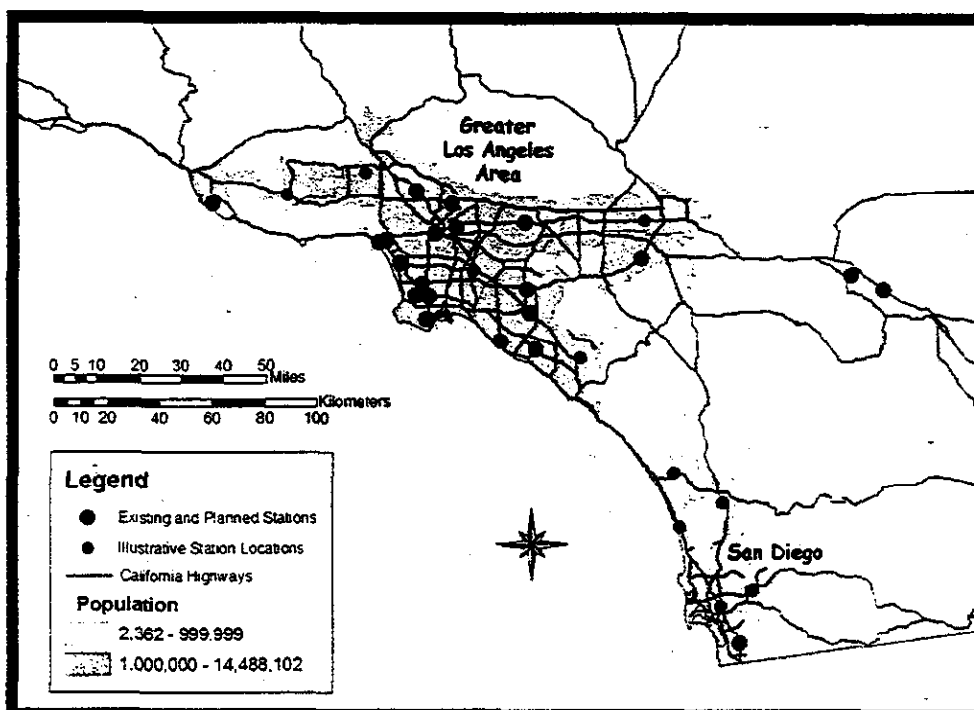 Greater
Los Angeles
Area
0 5 10 20 30 40 50
Miles
Kilometers
0 10 20 40 60 80 100
Legend
Existing and Planned Stations
Illustrative Station Locations
California Highways
Population
2,362 - 999,999
1,000,000 - 14,488,102
San Diego